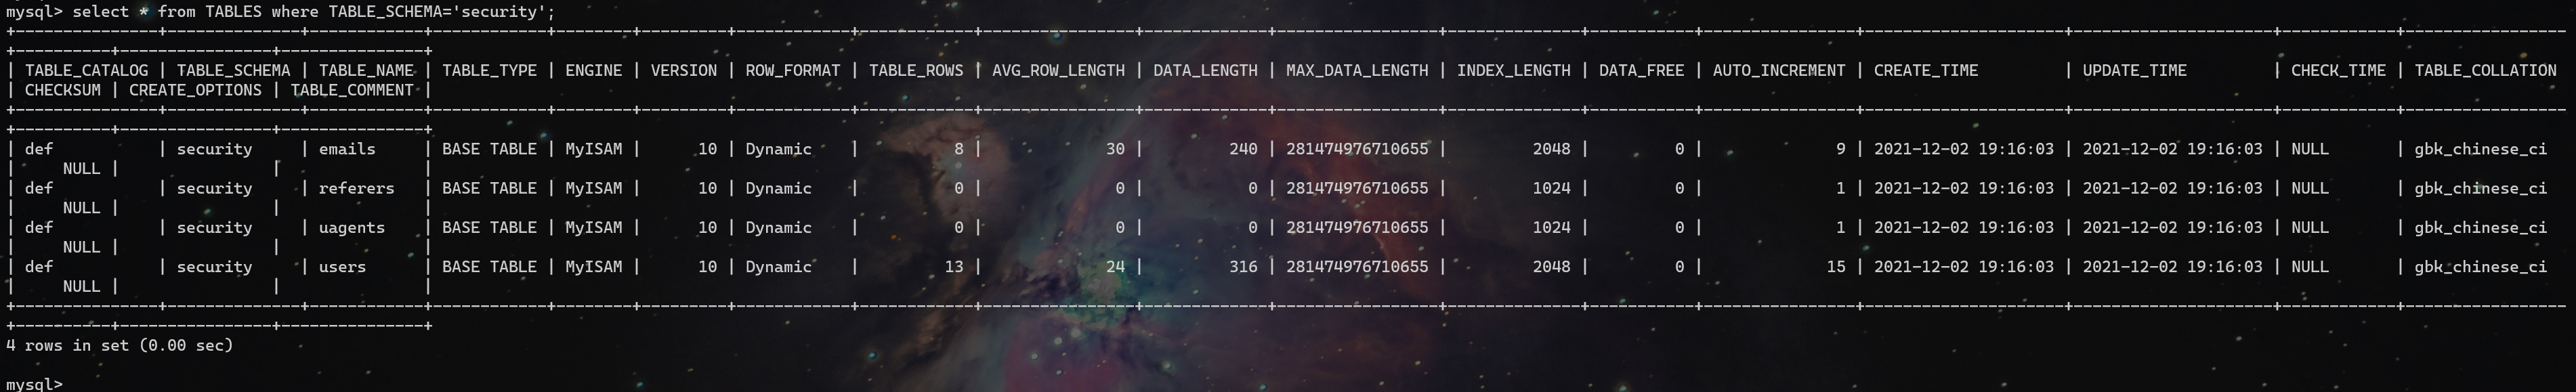 mysql> select * from TABLES where TABLE_SCHEMA='security';
+---------------+--------------+------------+------------+--------+---------+------------+------------+----------------+-------------+-----------------+--------------+-----------+----------------+---------------------+---------------------+------------+-----------------
+----------+----------------+---------------+
| TABLE_CATALOG | TABLE_SCHEMA | TABLE_NAME | TABLE_TYPE | ENGINE | VERSION | ROW_FORMAT | TABLE_ROWS | AVG_ROW_LENGTH | DATA_LENGTH | MAX_DATA_LENGTH | INDEX_LENGTH | DATA_FREE | AUTO_INCREMENT | CREATE_TIME         | UPDATE_TIME         | CHECK_TIME | TABLE_COLLATION
| CHECKSUM | CREATE_OPTIONS | TABLE_COMMENT |
+---------------+--------------+------------+------------+--------+---------+------------+------------+----------------+-------------+-----------------+--------------+-----------+----------------+---------------------+---------------------+------------+-----------------
+----------+----------------+---------------+
| def           | security     | emails     | BASE TABLE | MyISAM |      10 | Dynamic    |          8 |             30 |         240 | 281474976710655 |         2048 |         0 |              9 | 2021-12-02 19:16:03 | 2021-12-02 19:16:03 | NULL       | gbk_chinese_ci
|     NULL |                |               |
| def           | security     | referers   | BASE TABLE | MyISAM |      10 | Dynamic    |          0 |              0 |           0 | 281474976710655 |         1024 |         0 |              1 | 2021-12-02 19:16:03 | 2021-12-02 19:16:03 | NULL       | gbk_chinese_ci
|     NULL |                |               |
| def           | security     | uagents    | BASE TABLE | MyISAM |      10 | Dynamic    |          0 |              0 |           0 | 281474976710655 |         1024 |         0 |              1 | 2021-12-02 19:16:03 | 2021-12-02 19:16:03 | NULL       | gbk_chinese_ci
|     NULL |                |               |
| def           | security     | users      | BASE TABLE | MyISAM |      10 | Dynamic    |         13 |             24 |         316 | 281474976710655 |         2048 |         0 |             15 | 2021-12-02 19:16:03 | 2021-12-02 19:16:03 | NULL       | gbk_chinese_ci
|     NULL |                |               |
+---------------+--------------+------------+------------+--------+---------+------------+------------+----------------+-------------+-----------------+--------------+-----------+----------------+---------------------+---------------------+------------+-----------------
+----------+----------------+---------------+
4 rows in set (0.00 sec)
mysql>